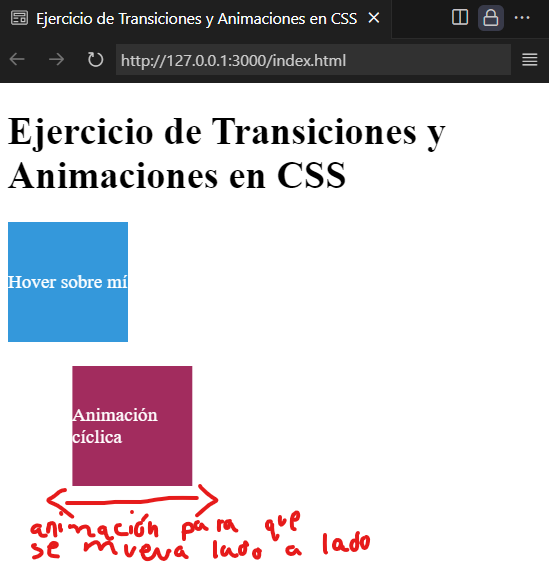 Ejercicio de Transiciones y Animaciones en CSS
http://127.0.0.1:3000/index.html
Ejercicio de Transiciones y
Animaciones en CSS
Hover sobre mí
Animación
cíclica
animación para que
se mueva lado a lado